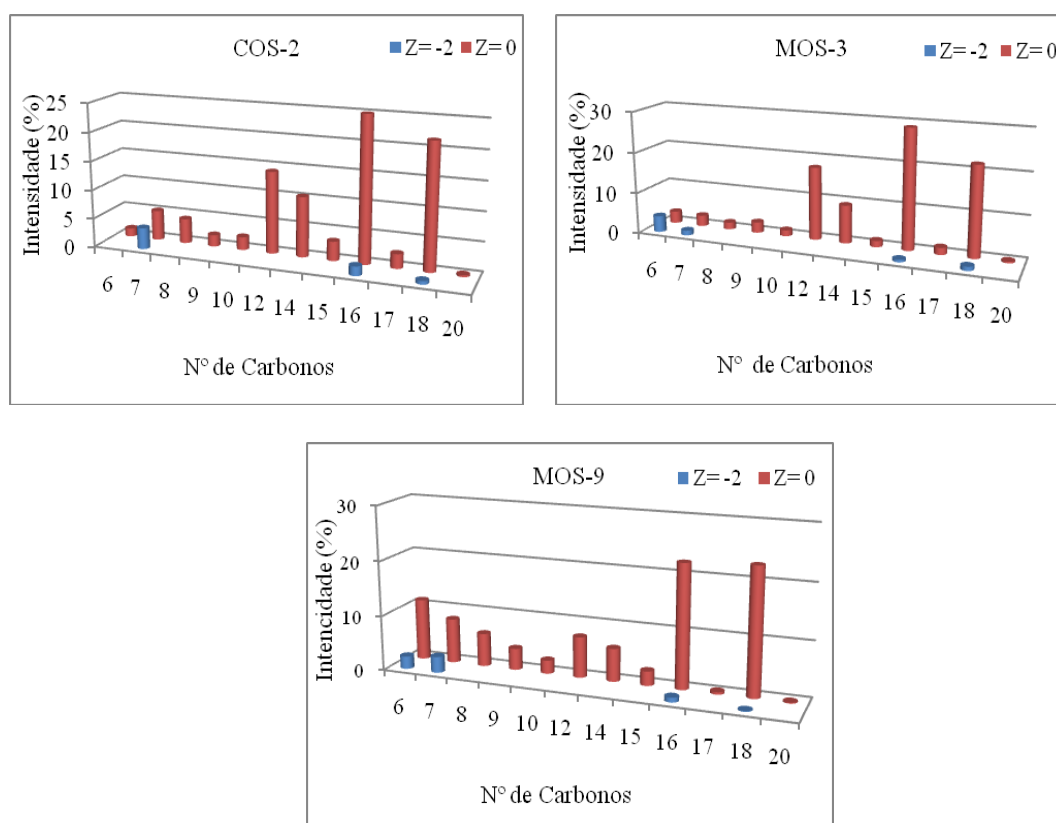 COS-2
Z= -2 Z= 0
Intensidade (%)
25
20
15
10
5
0
6 7 8 9 10 12 14 15 16 17 18 20
Nº de Carbonos
MOS-3
Z= -2 Z= 0
Intensidade (%)
30
20
10
0
6 7 8 9 10 12 14 15 16 17 18 20
Nº de Carbonos
MOS-9
Z= -2 Z= 0
Intencidade (%)
30
20
10
0
6 7 8 9 10 12 14 15 16 17 18 20
Nº de Carbonos